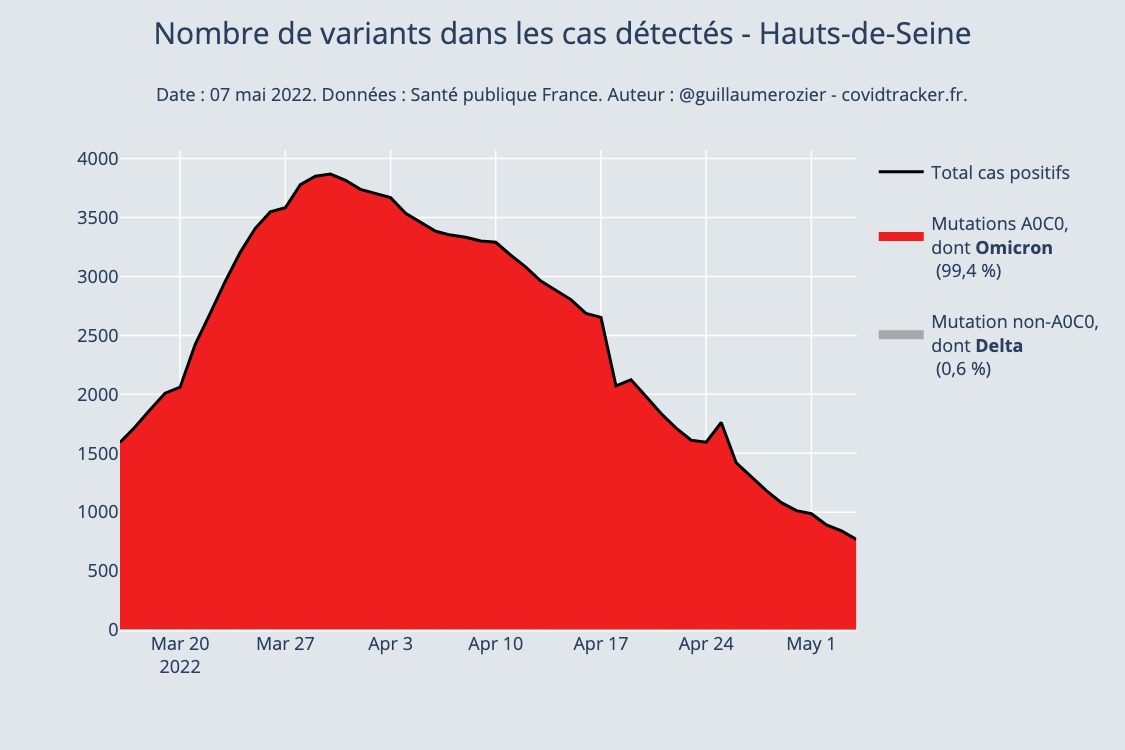 Nombre de variants dans les cas détectés - Hauts-de-Seine
Date : 07 mai 2022. Données : Santé publique France. Auteur : @guillaumerozier - covidtracker.fr.
4000
3500
3000
2500
2000
1500
1000
500
0
Mar 20 Mar 27 Apr 3 Apr 10 Apr 17 Apr 24 May 1
2022
Total cas positifs
Mutations A0C0,
dont Omicron
(99,4 %)
Mutation non-A0C0,
dont Delta
(0,6 %)